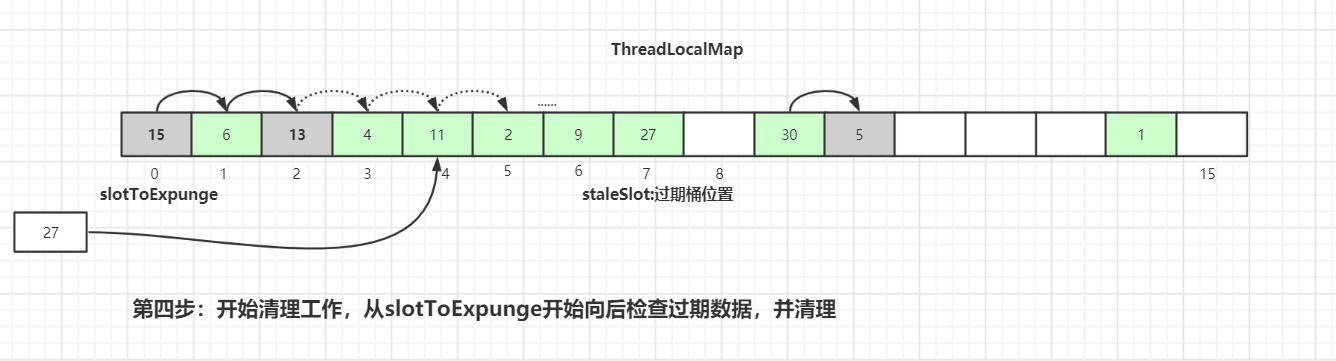 ThreadLocalMap
......
15 6 13 4 11 2 9 27 30 5 1
0 1 2 3 4 5 6 7 8 15
slotToExpunge staleSlot:过期桶位置
27
第四步：开始清理工作，从slotToExpunge开始向后检查过期数据，并清理